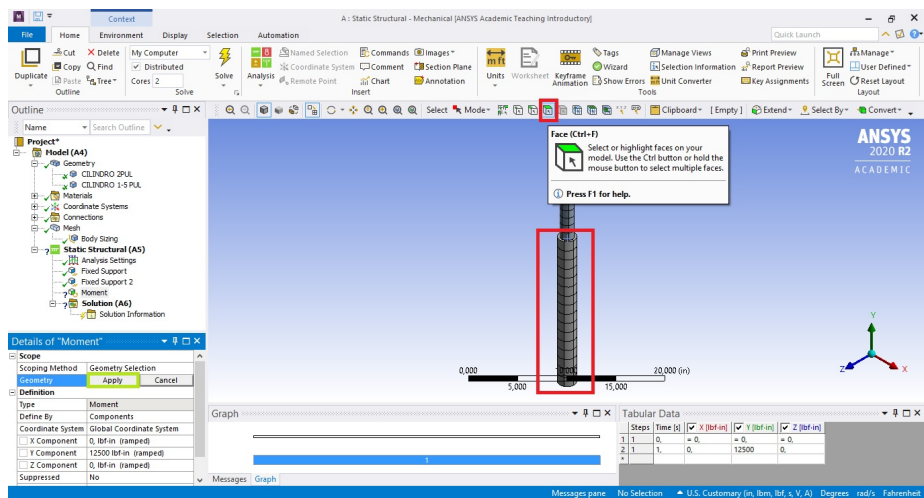 Context
A : Static Structural - Mechanical [ANSYS Academic Teaching Introductory]
File Home Environment Display Selection Automation
Quick Launch
Duplicate
Cut
Copy
Paste
Delete
Find
Tree
Outline
My Computer
Distributed
Cores 2
Solve
Solve
Analysis
Named Selection
Coordinate System
Remote Point
Commands
Comment
Chart
Images
Section Plane
Annotation
Insert
Units
Worksheet
Keyframe
Animation
Tags
Wizard
Show Errors
Manage Views
Selection Information
Unit Converter
Print Preview
Report Preview
Key Assignments
Tools
Full
Screen
Manage
User Defined
Reset Layout
Layout
Outline
Select Mode Clipboard [ Empty ] Extend Select By Convert
Name Search Outline
Project*
Model (A4)
Geometry
CILINDRO 2PUL
CILINDRO 1-5 PUL
Materials
Coordinate Systems
Connections
Mesh
Body Sizing
Static Structural (A5)
Analysis Settings
Fixed Support
Fixed Support 2
Moment
Solution (A6)
Solution Information
Face (Ctrl+F)
Select or highlight faces on your
model. Use the Ctrl button or hold the
mouse button to select multiple faces.
Press F1 for help.
ANSYS
2020 R2
ACADEMIC
0,000 10,000 20,000 (in)
5,000 15,000
Y
Z X
Details of "Moment"
Scope
Scoping Method Geometry Selection
Geometry Apply Cancel
Definition
Type Moment
Define By Components
Coordinate System Global Coordinate System
X Component 0, lbf·in (ramped)
Y Component 12500 lbf·in (ramped)
Z Component 0, lbf·in (ramped)
Suppressed No
Graph
1
Messages Graph
Tabular Data
Steps Time [s] X [lbf·in] Y [lbf·in] Z [lbf·in]
1 1 0, = 0, = 0, = 0,
2 1 1, 0, 12500 0,
*
Messages pane No Selection U.S. Customary (in, lbm, lbf, s, V, A) Degrees rad/s Fahrenheit